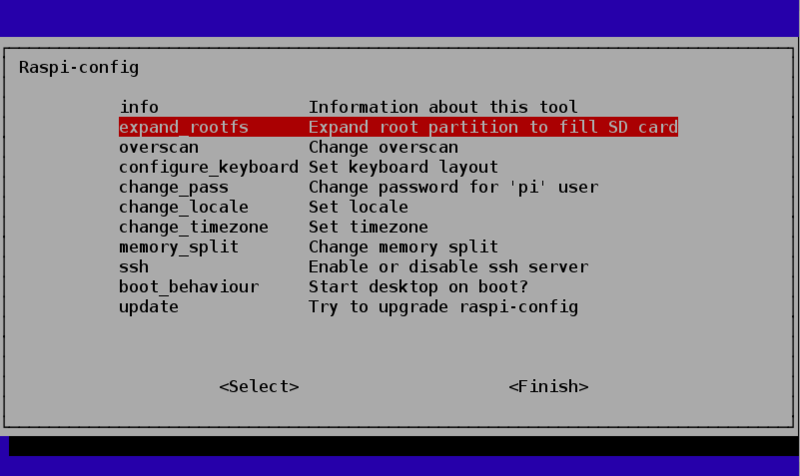 Raspi-config
info Information about this tool
expand_rootfs Expand root partition to fill SD card
overscan Change overscan
configure_keyboard Set keyboard layout
change_pass Change password for 'pi' user
change_locale Set locale
change_timezone Set timezone
memory_split Change memory split
ssh Enable or disable ssh server
boot_behaviour Start desktop on boot?
update Try to upgrade raspi-config
<Select> <Finish>